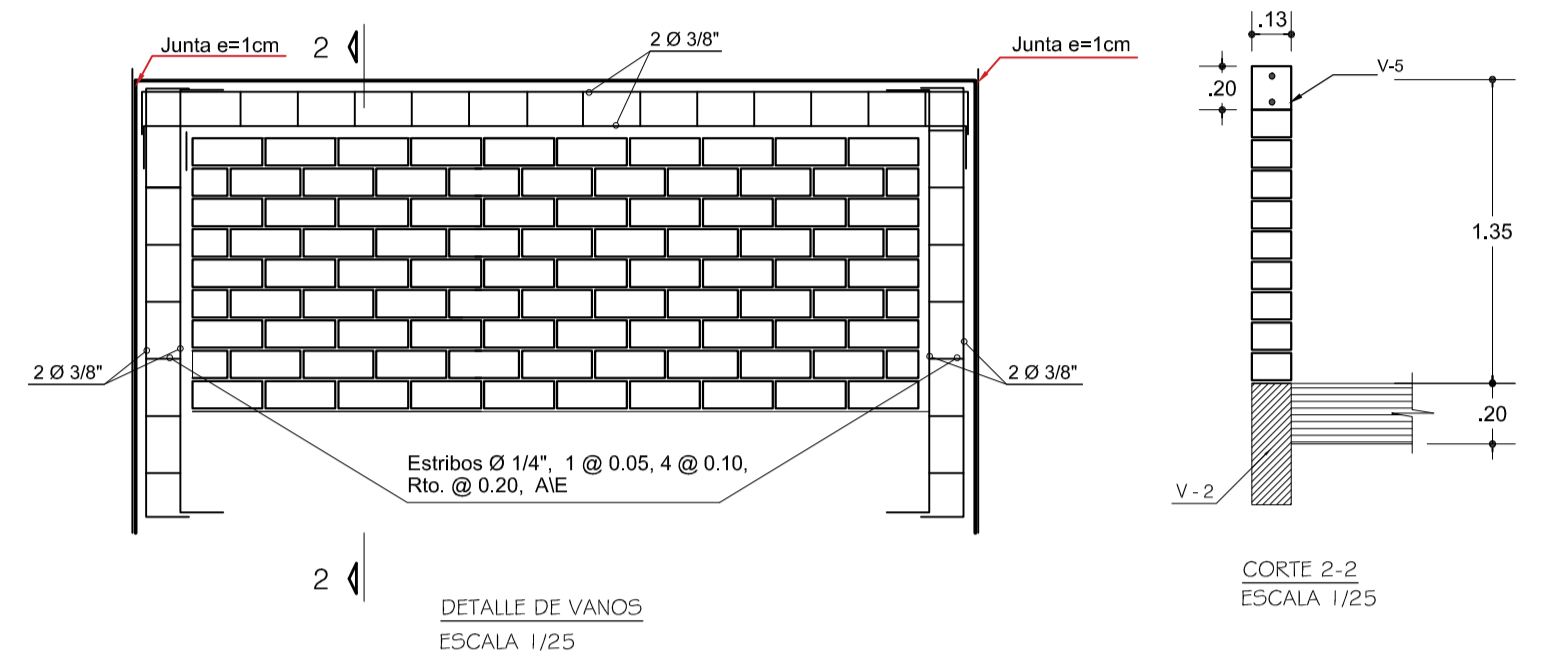 Junta e=1cm
2
2 Ø 3/8"
Junta e=1cm
2 Ø 3/8"
2 Ø 3/8"
Estribos Ø 1/4", 1 @ 0.05, 4 @ 0.10,
Rto. @ 0.20, A\E
2
DETALLE DE VANOS
ESCALA 1/25
.13
.20
V-5
1.35
.20
V - 2
CORTE 2-2
ESCALA 1/25